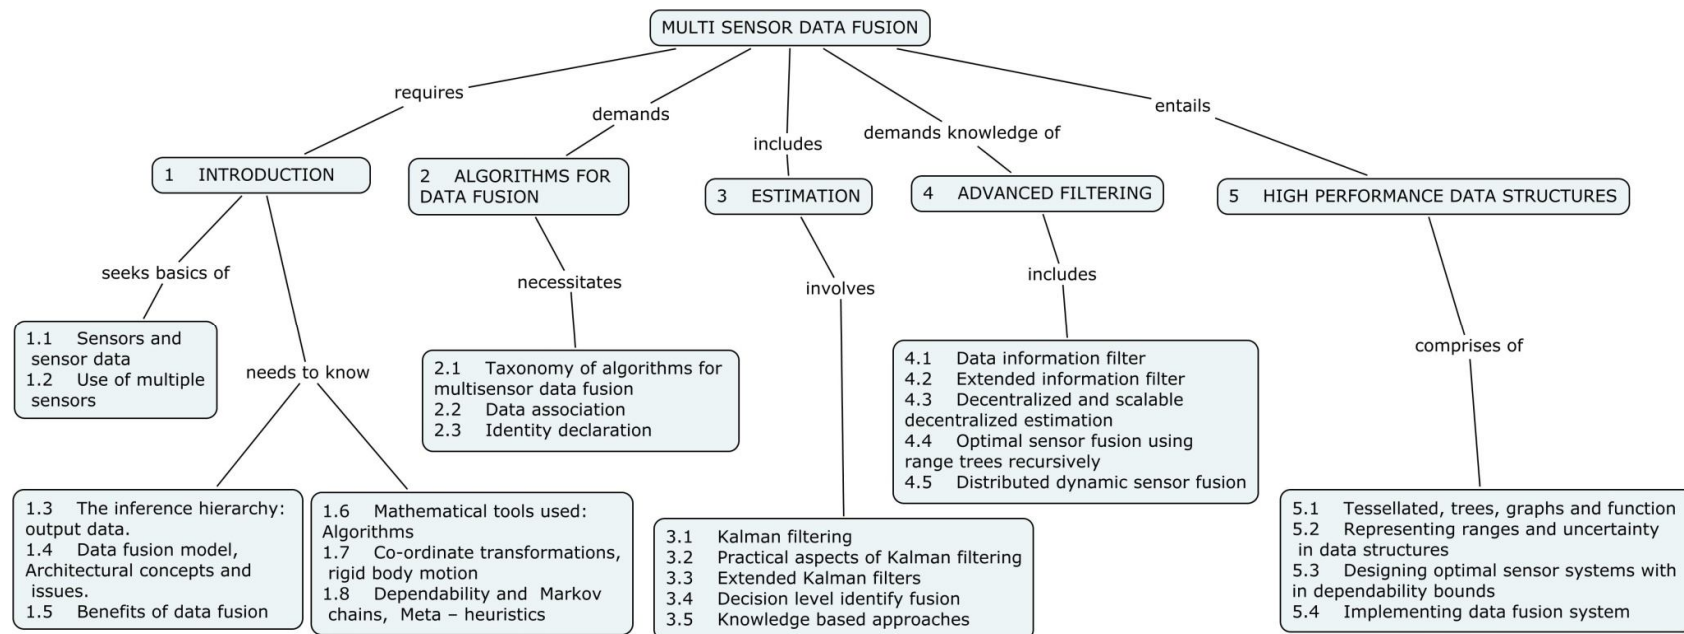 MULTI SENSOR DATA FUSION
requires
demands
includes
demands knowledge of
entails
1 INTRODUCTION
2 ALGORITHMS FOR
DATA FUSION
3 ESTIMATION
4 ADVANCED FILTERING
5 HIGH PERFORMANCE DATA STRUCTURES
seeks basics of
needs to know
necessitates
involves
includes
comprises of
1.1 Sensors and
sensor data
1.2 Use of multiple
sensors
1.3 The inference hierarchy:
output data.
1.4 Data fusion model,
Architectural concepts and
issues.
1.5 Benefits of data fusion
1.6 Mathematical tools used:
Algorithms
1.7 Co-ordinate transformations,
rigid body motion
1.8 Dependability and Markov
chains, Meta – heuristics
2.1 Taxonomy of algorithms for
multisensor data fusion
2.2 Data association
2.3 Identity declaration
3.1 Kalman filtering
3.2 Practical aspects of Kalman filtering
3.3 Extended Kalman filters
3.4 Decision level identify fusion
3.5 Knowledge based approaches
4.1 Data information filter
4.2 Extended information filter
4.3 Decentralized and scalable
decentralized estimation
4.4 Optimal sensor fusion using
range trees recursively
4.5 Distributed dynamic sensor fusion
5.1 Tessellated, trees, graphs and function
5.2 Representing ranges and uncertainty
in data structures
5.3 Designing optimal sensor systems with
in dependability bounds
5.4 Implementing data fusion system